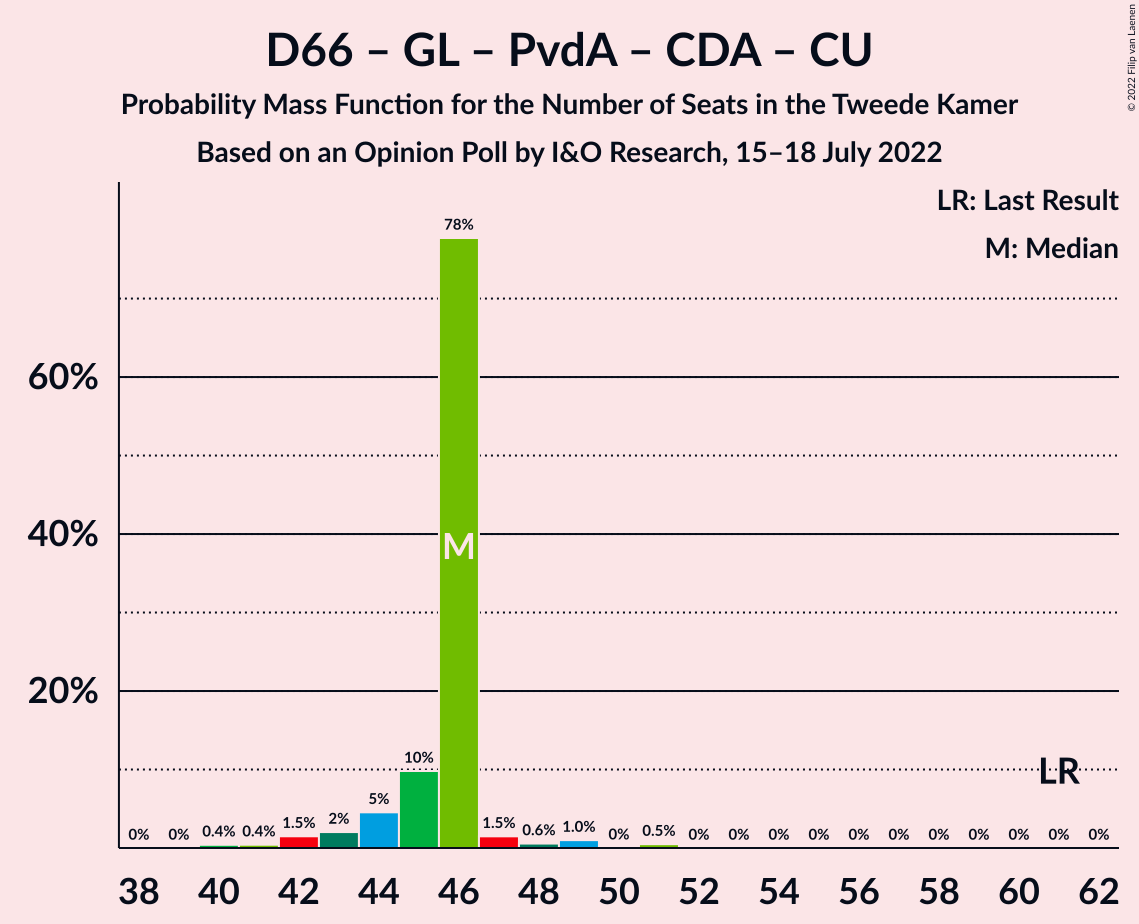 D66 – GL – PvdA – CDA – CU
Probability Mass Function for the Number of Seats in the Tweede Kamer
Based on an Opinion Poll by I&O Research, 15–18 July 2022
© 2022 Filip van Laenen
LR: Last Result
M: Median
60%
40%
20%
0% 0% 0.4% 0.4% 1.5% 2% 5% 10% 78% 1.5% 0.6% 1.0% 0% 0.5% 0% 0% 0% 0% 0% 0% 0% 0% 0% 0% 0%
M
LR
38 40 42 44 46 48 50 52 54 56 58 60 62